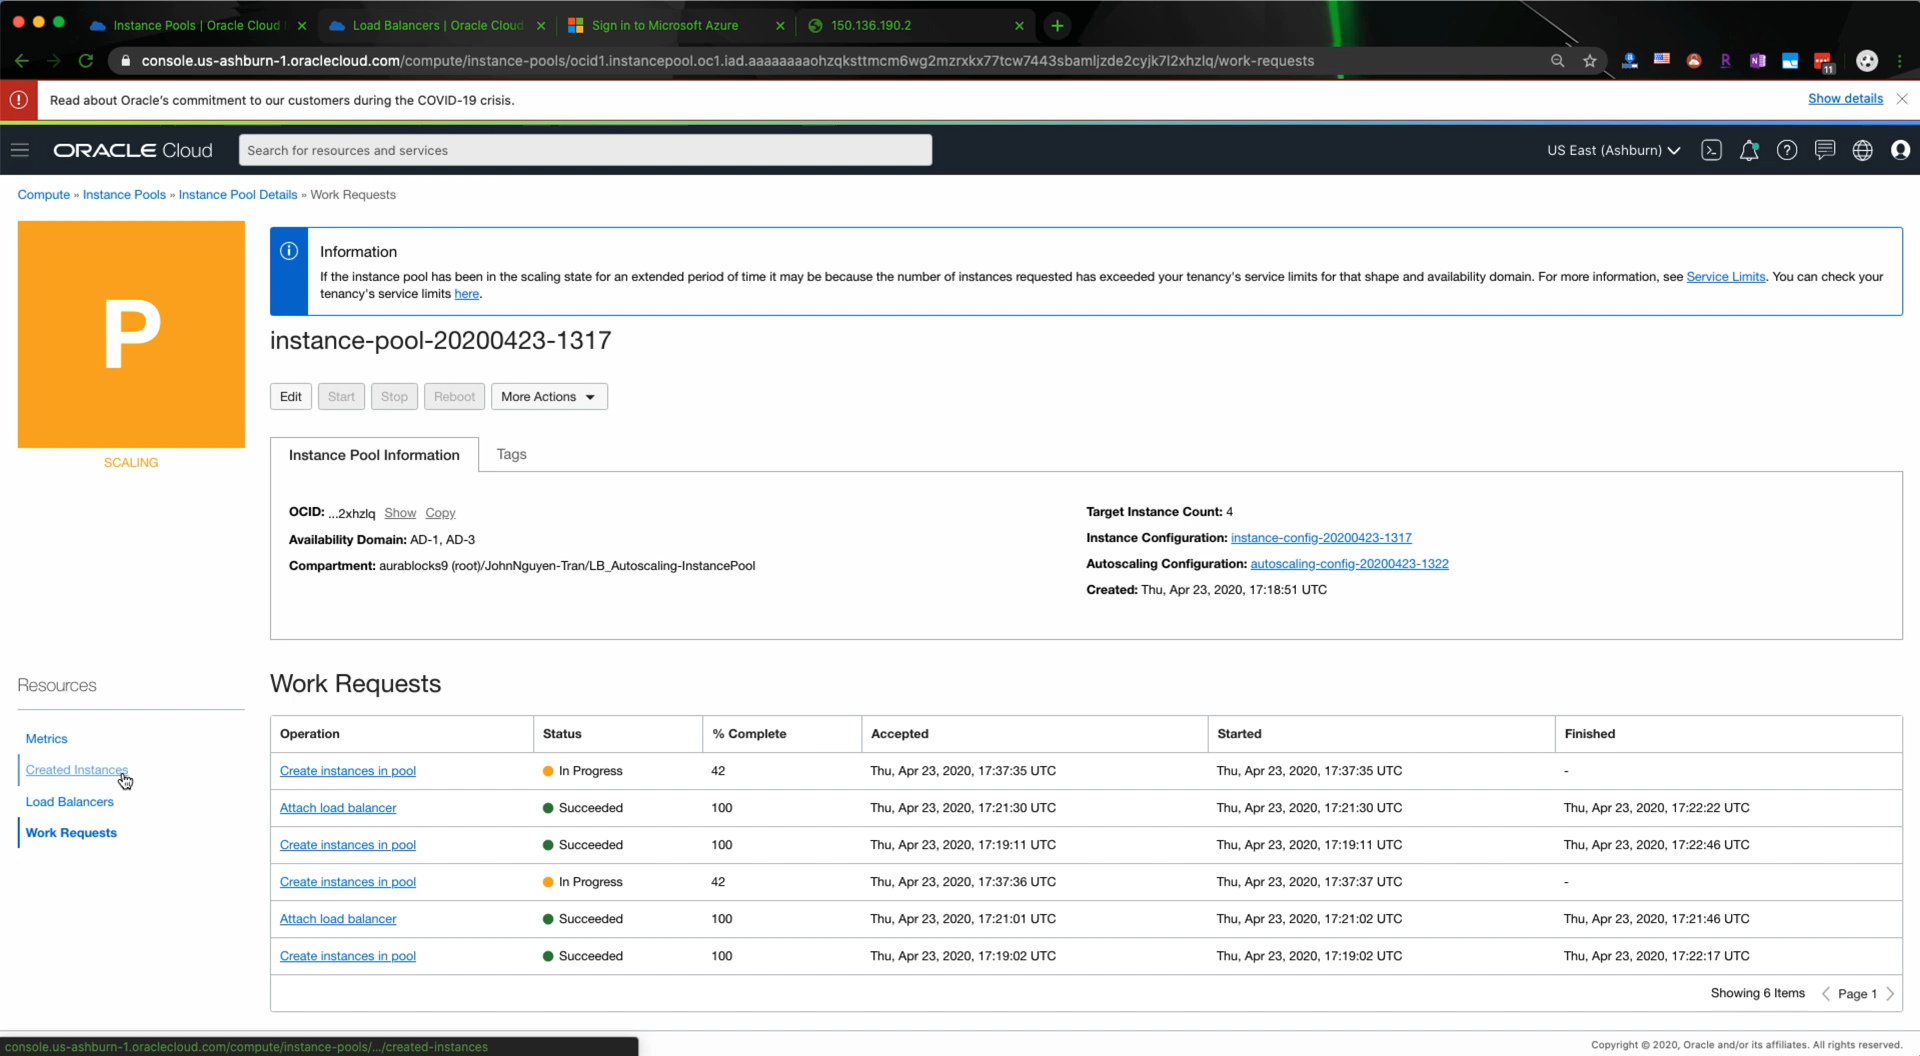 Instance Pools | Oracle Cloud
Load Balancers | Oracle Cloud
Sign in to Microsoft Azure
150.136.190.2
console.us-ashburn-1.oraclecloud.com/compute/instance-pools/ocid1.instancepool.oc1.iad.aaaaaaaaohzqksttmcm6wg2mzrxkx77tcw7443sbamljzde2cyjk7l2xhzlq/work-requests
11
Read about Oracle's commitment to our customers during the COVID-19 crisis.
Show details
ORACLE Cloud
Search for resources and services
US East (Ashburn)
Compute » Instance Pools » Instance Pool Details » Work Requests
P
SCALING
Information
If the instance pool has been in the scaling state for an extended period of time it may be because the number of instances requested has exceeded your tenancy's service limits for that shape and availability domain. For more information, see Service Limits. You can check your
tenancy's service limits here.
instance-pool-20200423-1317
Edit
Start
Stop
Reboot
More Actions
Instance Pool Information
Tags
OCID: ...2xhzlq Show Copy
Availability Domain: AD-1, AD-3
Compartment: aurablocks9 (root)/JohnNguyen-Tran/LB_Autoscaling-InstancePool
Target Instance Count: 4
Instance Configuration: instance-config-20200423-1317
Autoscaling Configuration: autoscaling-config-20200423-1322
Created: Thu, Apr 23, 2020, 17:18:51 UTC
Resources
Metrics
Created Instances
Load Balancers
Work Requests
Work Requests
Operation Status % Complete Accepted Started Finished
Create instances in pool In Progress 42 Thu, Apr 23, 2020, 17:37:35 UTC Thu, Apr 23, 2020, 17:37:35 UTC -
Attach load balancer Succeeded 100 Thu, Apr 23, 2020, 17:21:30 UTC Thu, Apr 23, 2020, 17:21:30 UTC Thu, Apr 23, 2020, 17:22:22 UTC
Create instances in pool Succeeded 100 Thu, Apr 23, 2020, 17:19:11 UTC Thu, Apr 23, 2020, 17:19:11 UTC Thu, Apr 23, 2020, 17:22:46 UTC
Create instances in pool In Progress 42 Thu, Apr 23, 2020, 17:37:36 UTC Thu, Apr 23, 2020, 17:37:37 UTC -
Attach load balancer Succeeded 100 Thu, Apr 23, 2020, 17:21:01 UTC Thu, Apr 23, 2020, 17:21:02 UTC Thu, Apr 23, 2020, 17:21:46 UTC
Create instances in pool Succeeded 100 Thu, Apr 23, 2020, 17:19:02 UTC Thu, Apr 23, 2020, 17:19:02 UTC Thu, Apr 23, 2020, 17:22:17 UTC
Showing 6 Items
Page 1
console.us-ashburn-1.oraclecloud.com/compute/instance-pools/.../created-instances
Copyright © 2020, Oracle and/or its affiliates. All rights reserved.